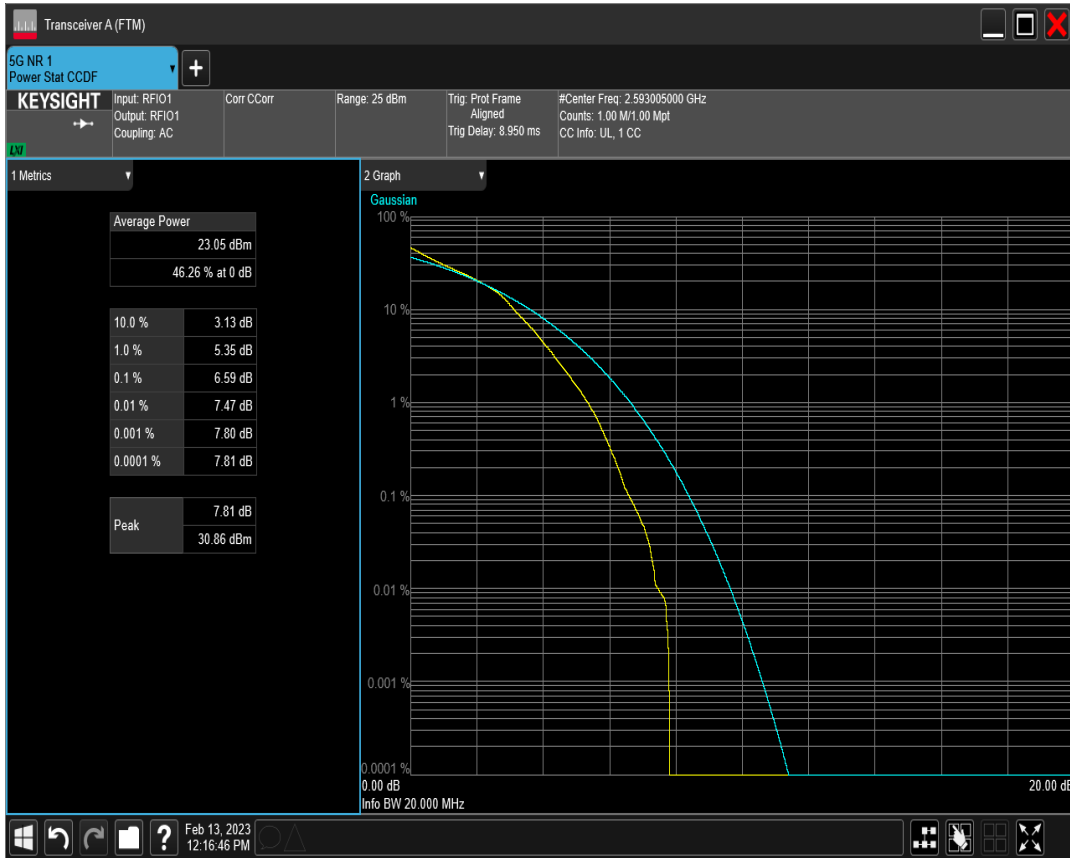 Transceiver A (FTM)
5G NR 1
Power Stat CCDF
+
KEYSIGHT
LXI
Input: RFIO1
Output: RFIO1
Coupling: AC
Corr CCorr
Range: 25 dBm
Trig: Prot Frame
Aligned
Trig Delay: 8.950 ms
#Center Freq: 2.593005000 GHz
Counts: 1.00 M/1.00 Mpt
CC Info: UL, 1 CC
1 Metrics
Average Power
23.05 dBm
46.26 % at 0 dB
10.0 % 3.13 dB
1.0 % 5.35 dB
0.1 % 6.59 dB
0.01 % 7.47 dB
0.001 % 7.80 dB
0.0001 % 7.81 dB
Peak 7.81 dB
30.86 dBm
2 Graph
Gaussian
100 %
10 %
1 %
0.1 %
0.01 %
0.001 %
0.0001 %
0.00 dB 20.00 dB
Info BW 20.000 MHz
?
Feb 13, 2023
12:16:46 PM